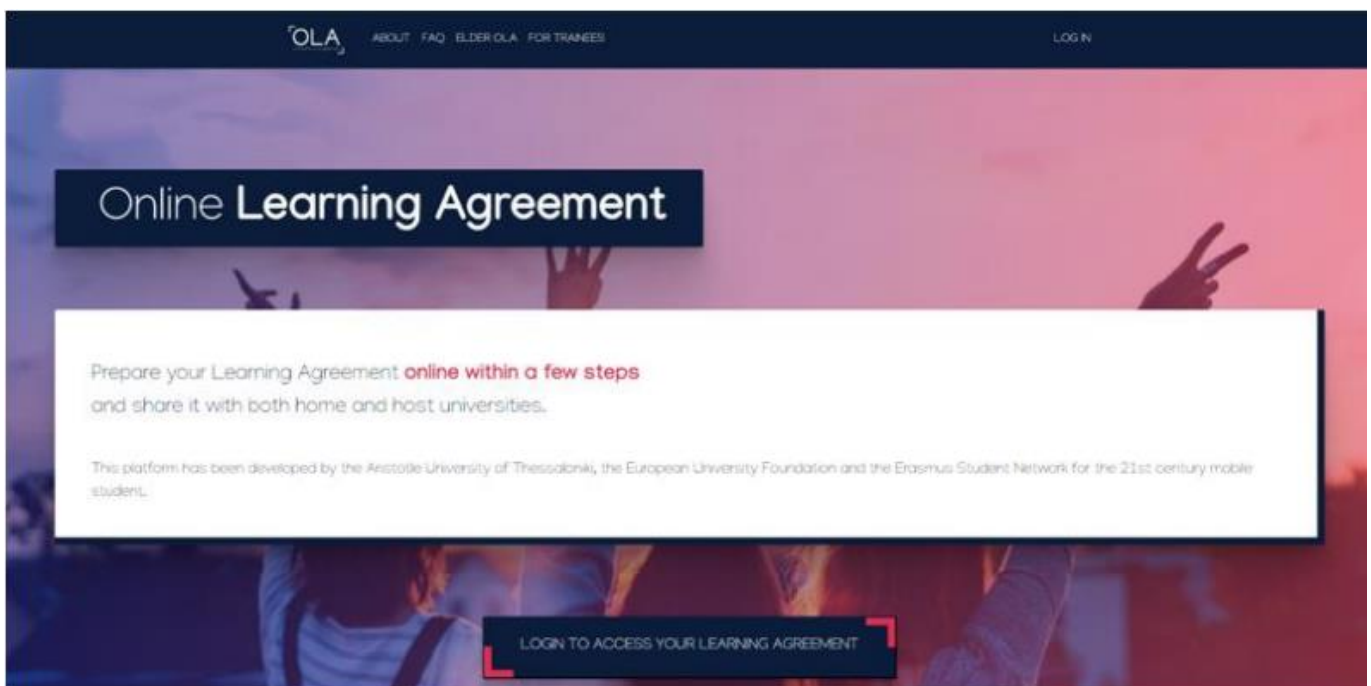 OLA ABOUT FAQ ELDER OLA FOR TRAINEES! LOG IN
Online Learning Agreement
Prepare your Learning Agreement online within a few steps
and share it with both home and host universities.
This platform has been developed by the Aristotle University of Thessaloniki, the European University Foundation and the Erasmus Student Network for the 21st century mobile
student.
LOGIN TO ACCESS YOUR LEARNING AGREEMENT